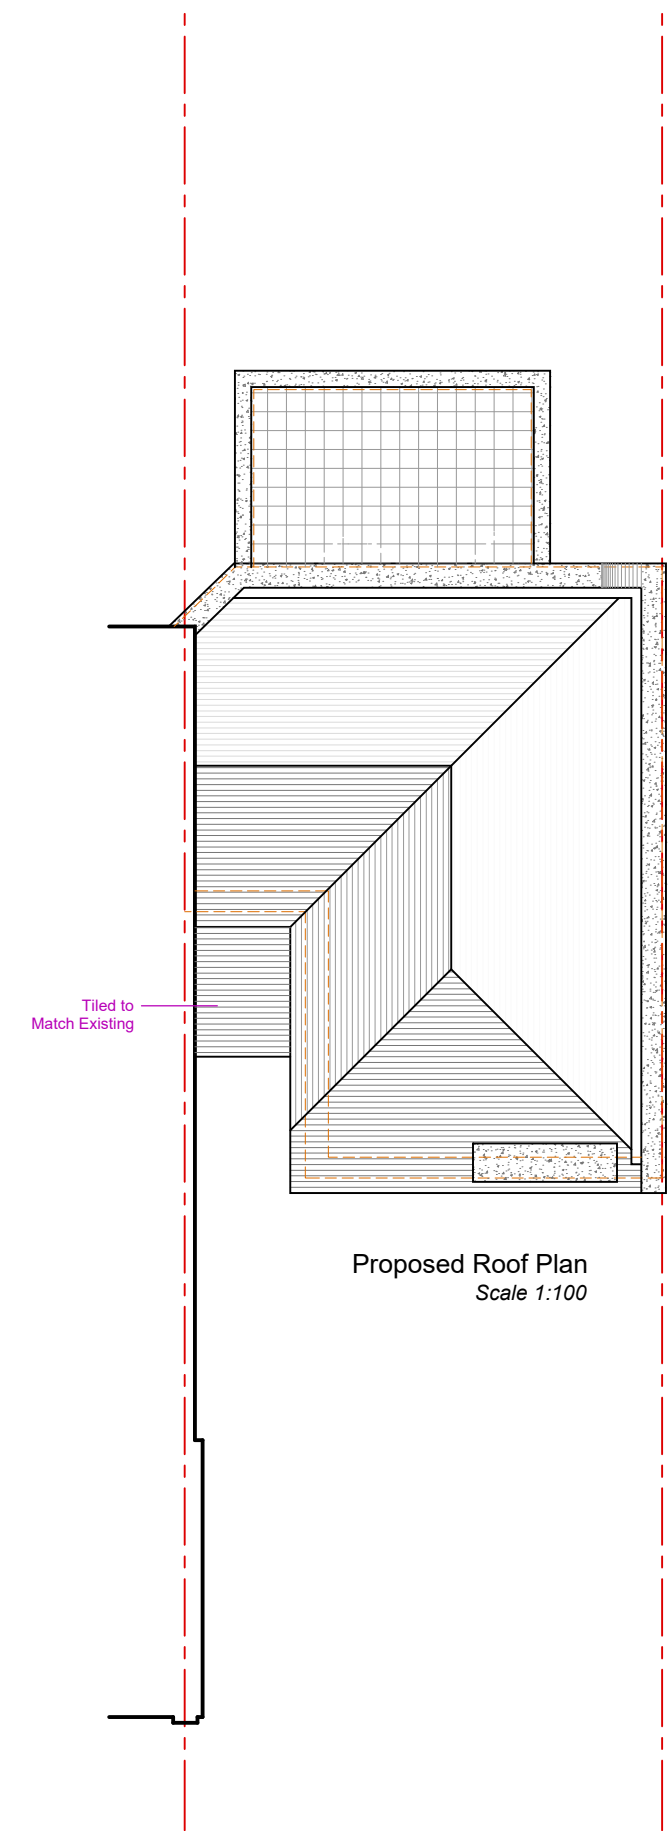 Tiled to
Match Existing
Proposed Roof Plan
Scale 1:100